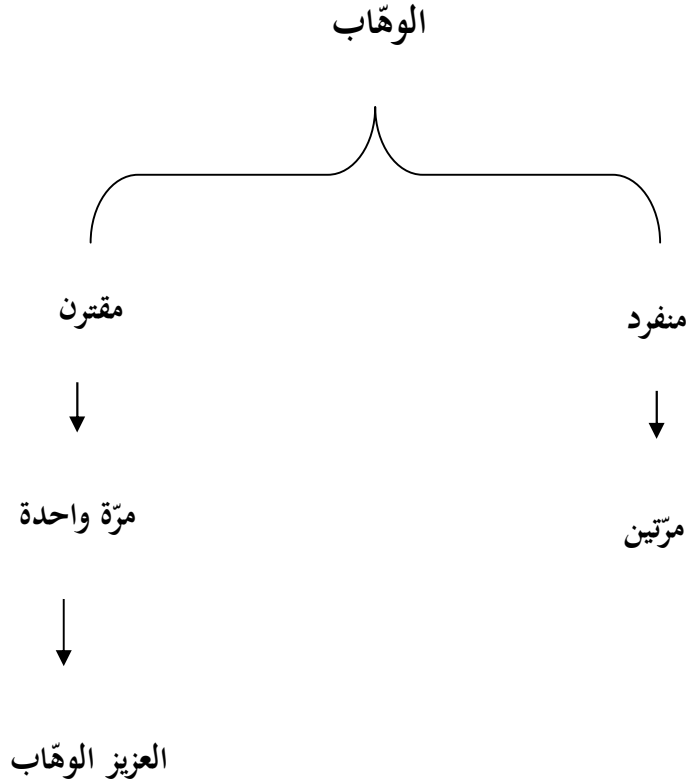 الوهّاب
منفرد
مقترن
مرّتين
مرّة واحدة
العزيز الوهّاب